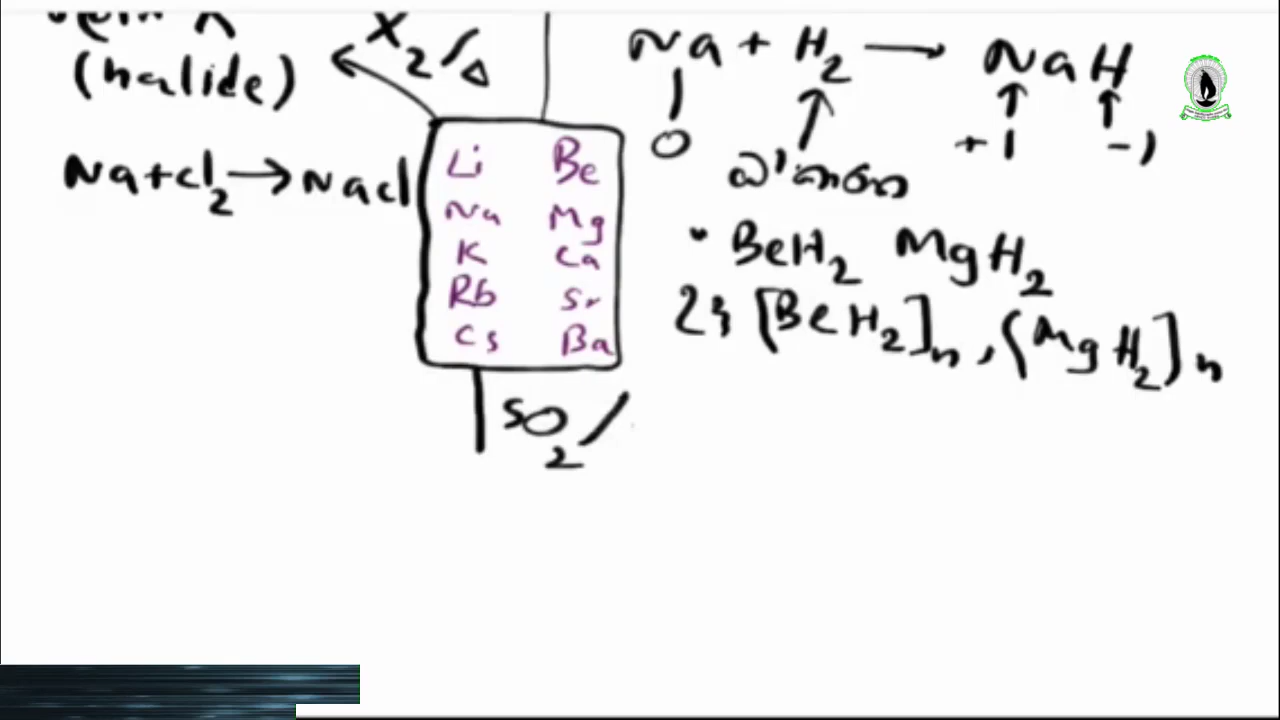 X₂/Δ
(halide)
Na + H₂ → NaH
0
+1 -1
Na+cl₂ → Nacl
Li Be
Na Mg
K Ca
Rb Sr
Cs Ba
• BeH₂ MgH₂
[BeH₂]n, [MgH₂]n
SO₂/